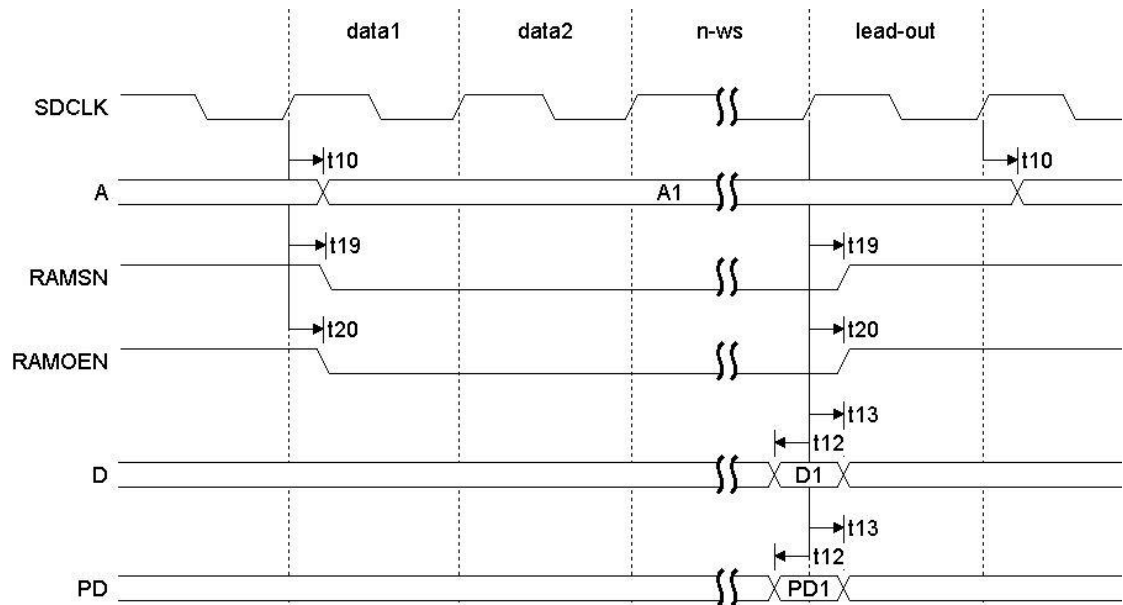 data1 data2 n-ws lead-out
SDCLK
t10 t10
A A1
t19 t19
RAMSN
t20 t20
RAMOEN
t13
t12
D D1
t13
t12
PD PD1